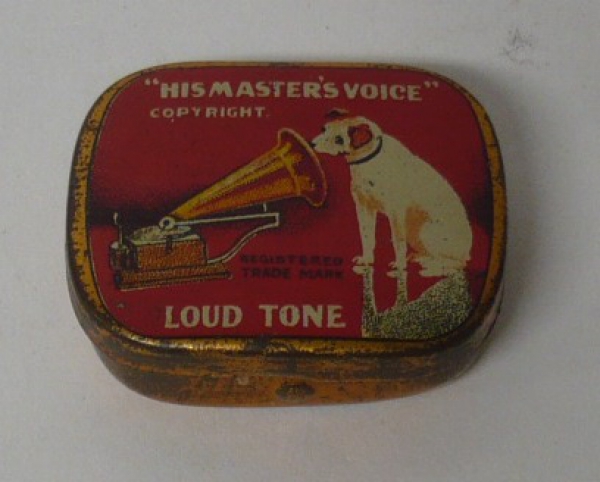 "HIS MASTER'S VOICE"
COPYRIGHT.
REGISTERED
TRADE MARK
LOUD TONE